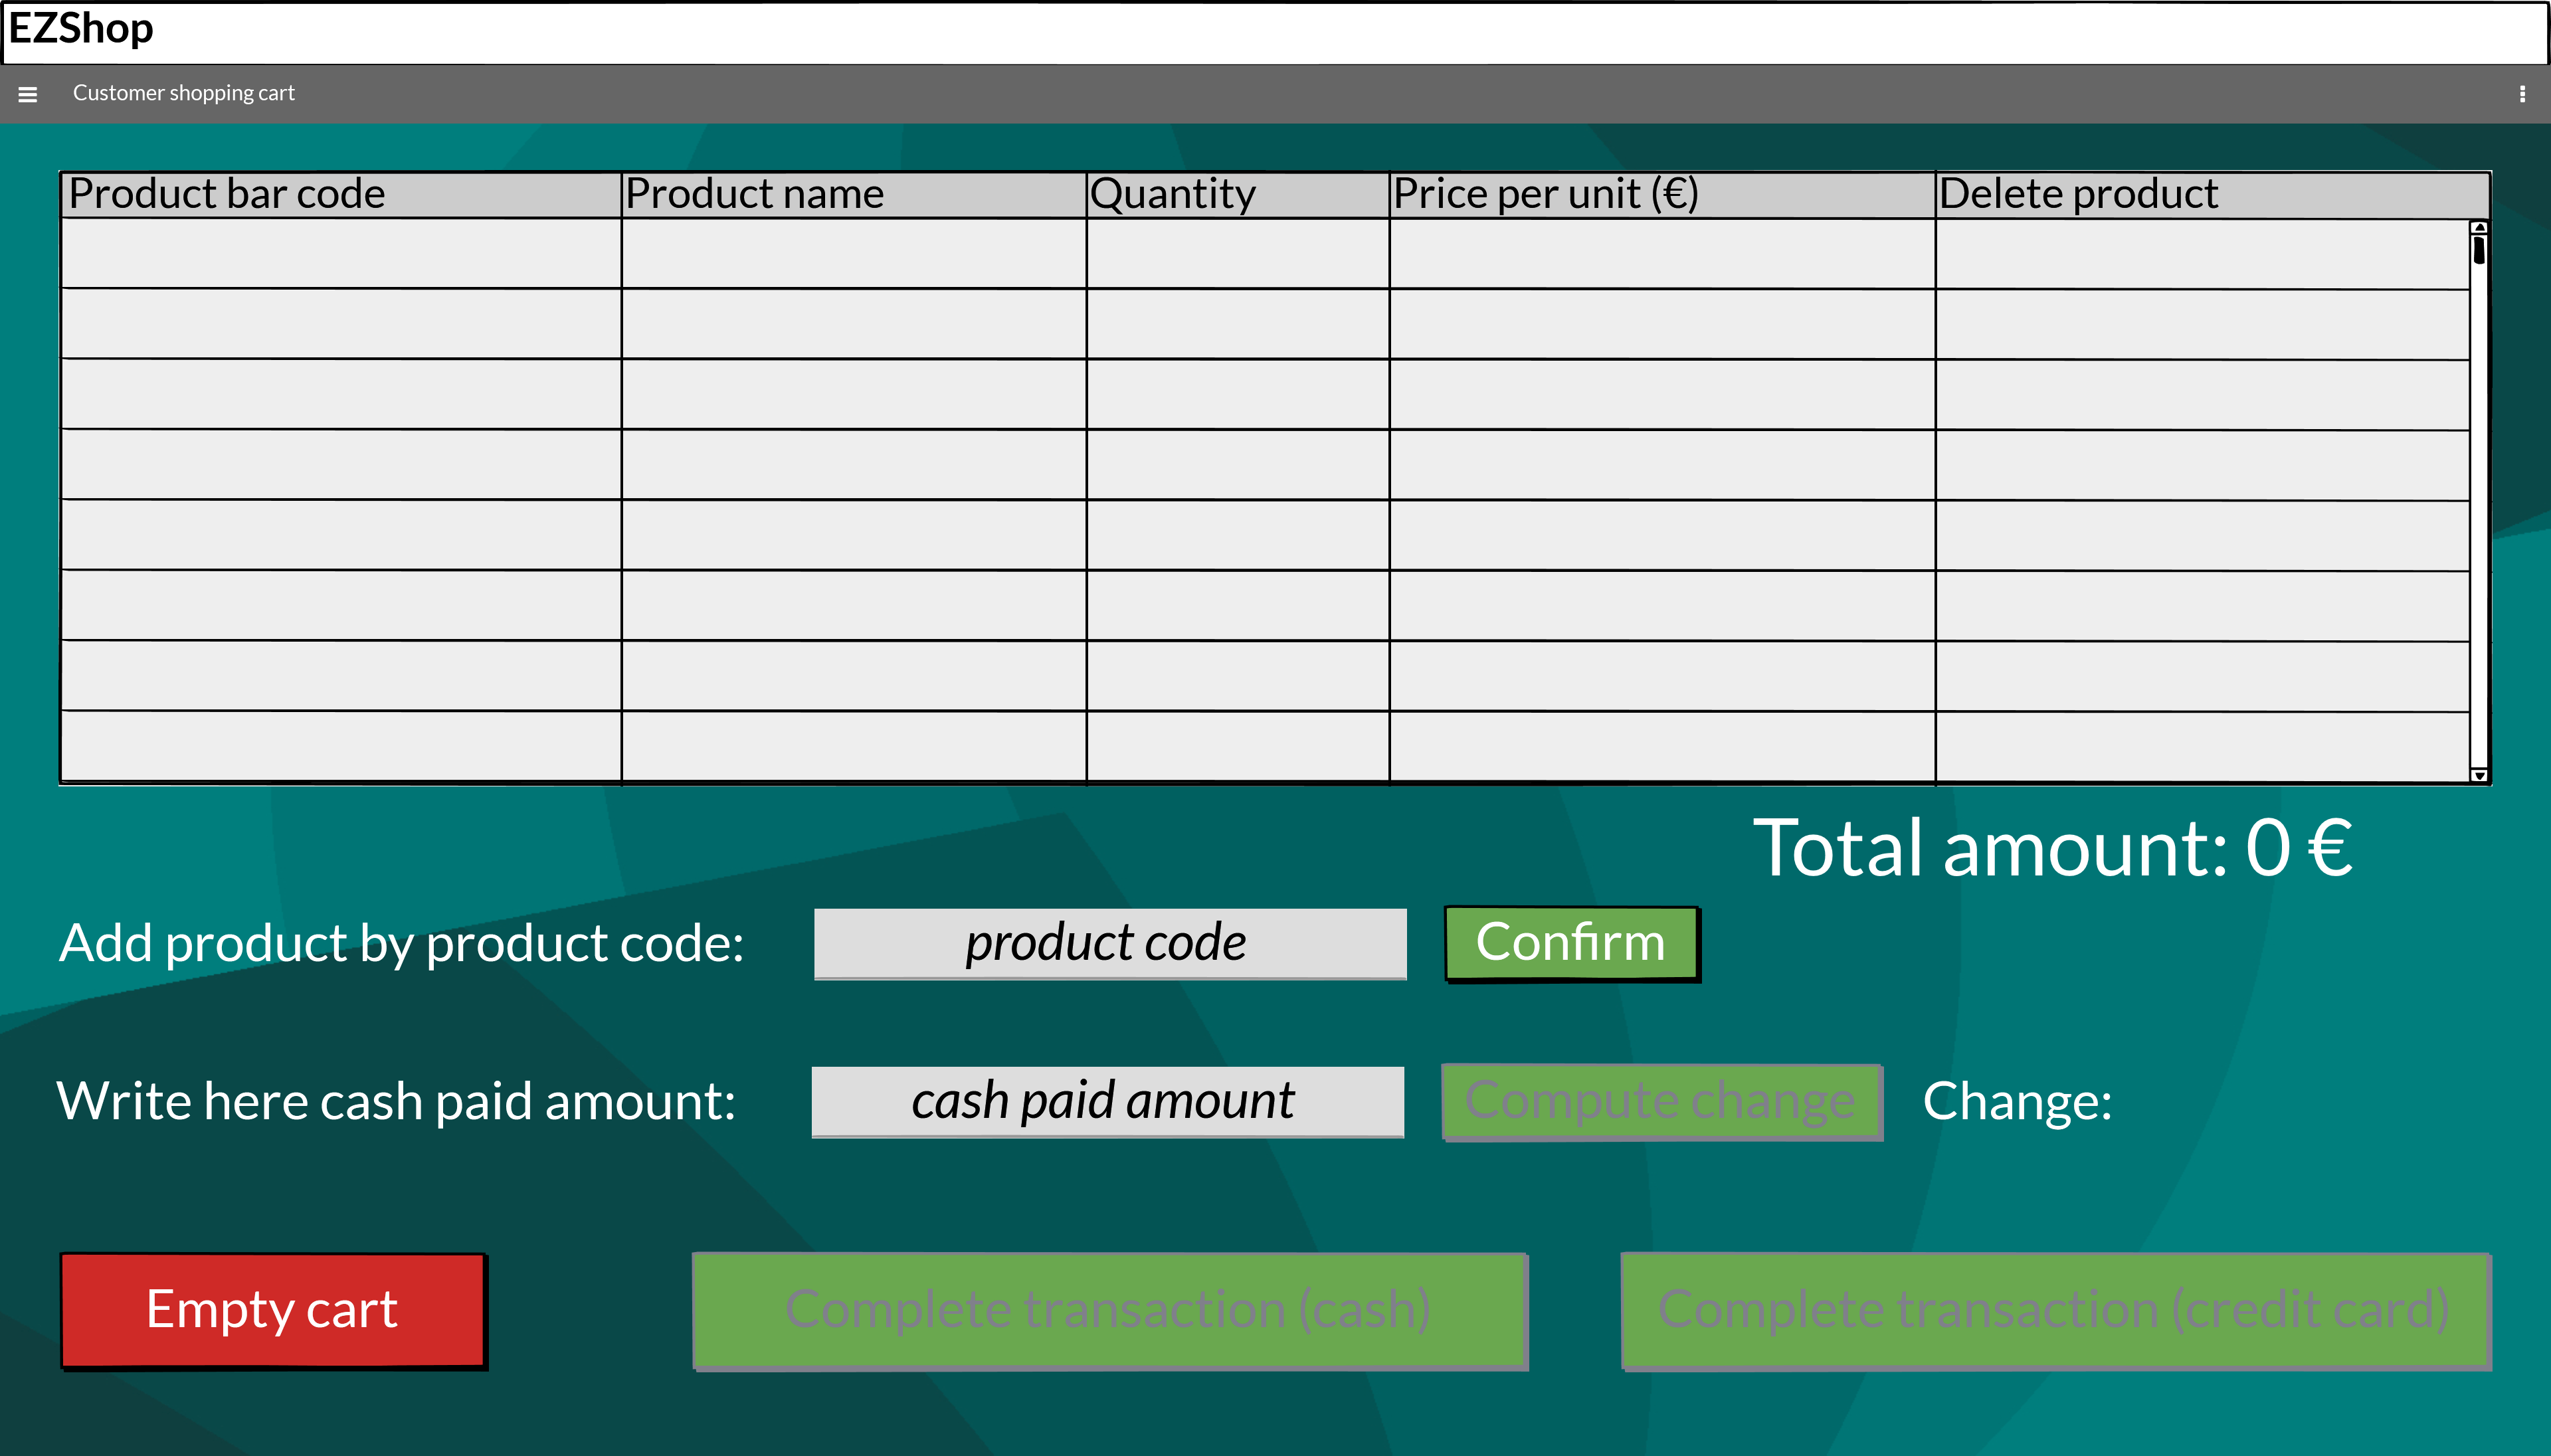 EZShop
Customer shopping cart
Product bar code Product name Quantity Price per unit (€) Delete product
Total amount: 0 €
Add product by product code: product code Confirm
Write here cash paid amount: cash paid amount Compute change Change:
Empty cart Complete transaction (cash) Complete transaction (credit card)